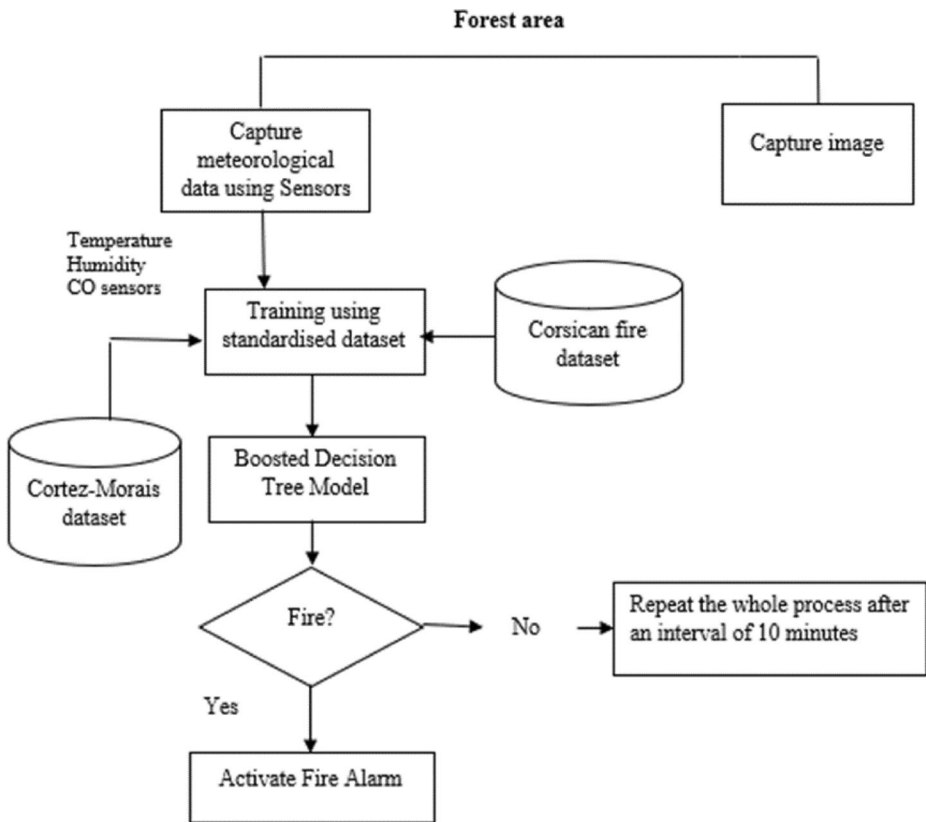 Forest area
Capture
meteorological
data using Sensors
Capture image
Temperature
Humidity
CO sensors
Training using
standardised dataset
Corsican fire
dataset
Cortez-Morais
dataset
Boosted Decision
Tree Model
Fire?
No
Repeat the whole process after
an interval of 10 minutes
Yes
Activate Fire Alarm